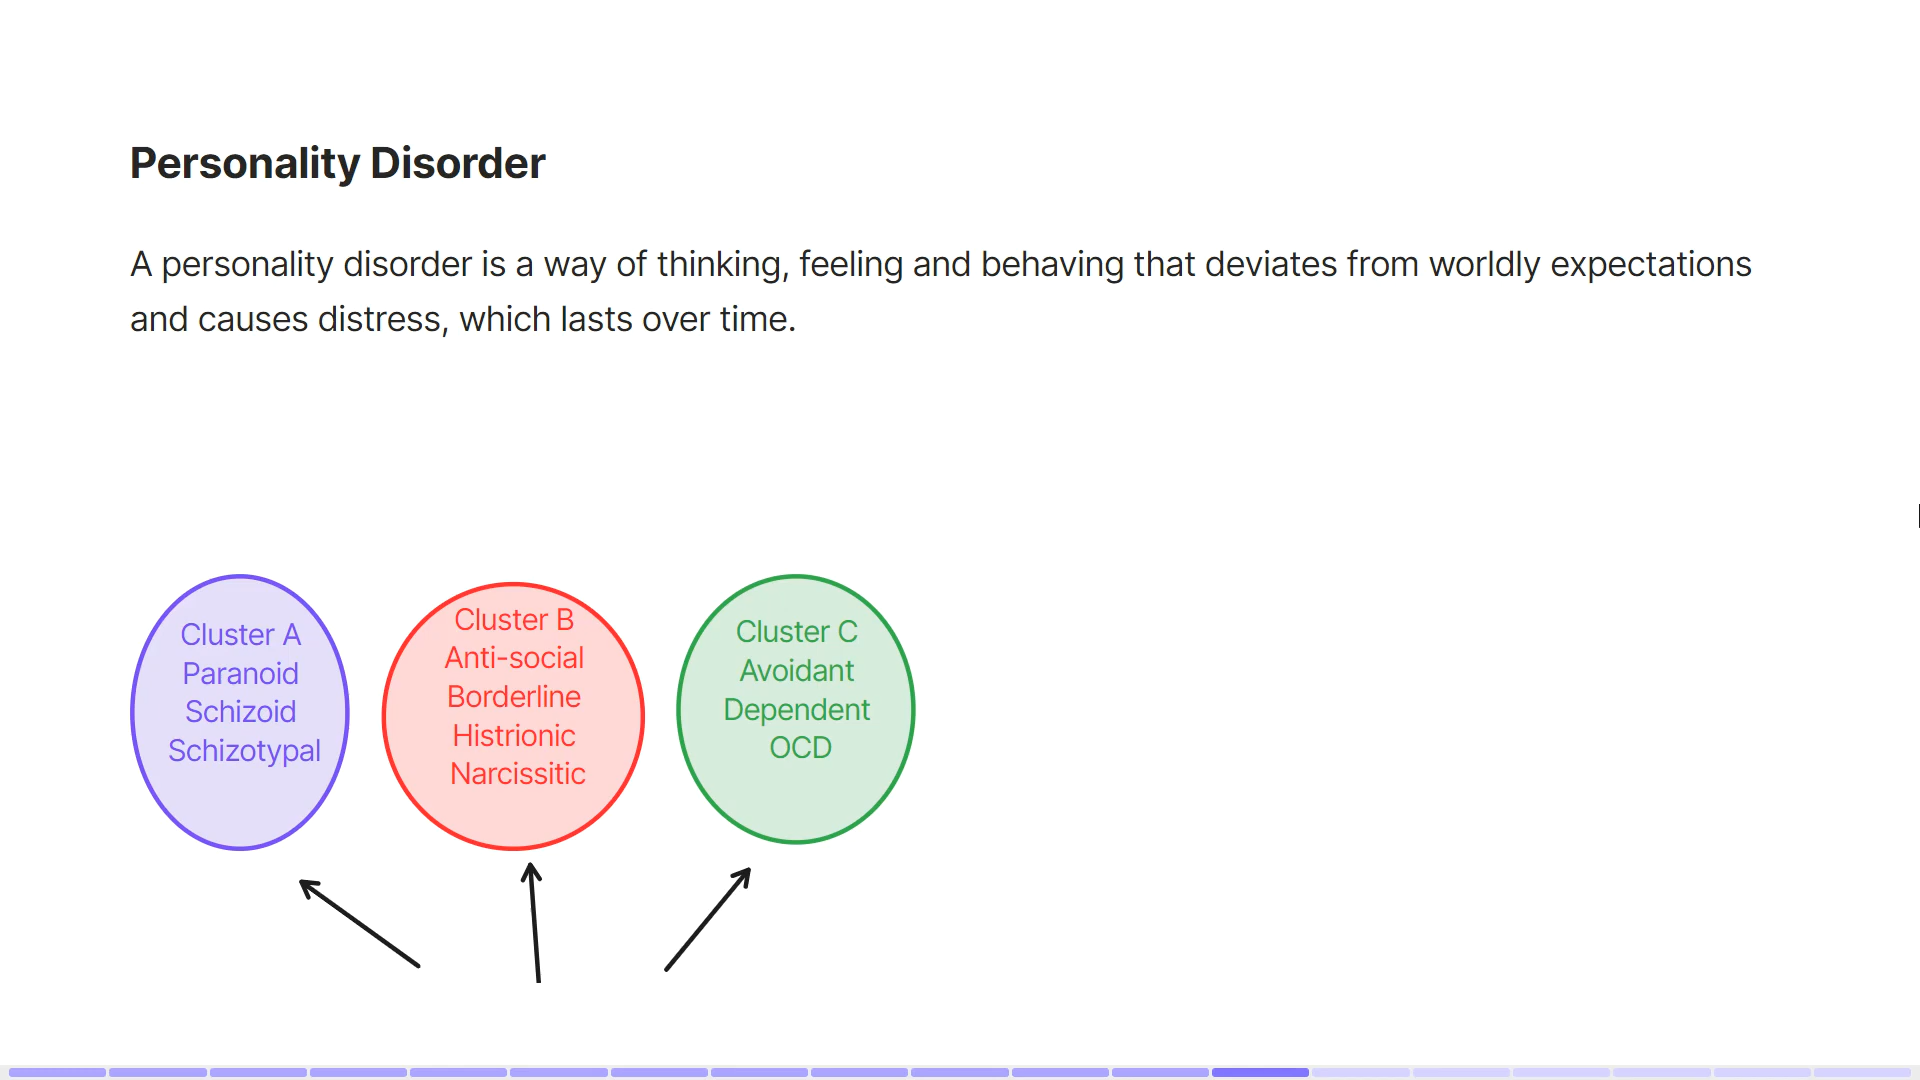 Personality Disorder
A personality disorder is a way of thinking, feeling and behaving that deviates from worldly expectations
and causes distress, which lasts over time.
Cluster A
Paranoid
Schizoid
Schizotypal
Cluster B
Anti-social
Borderline
Histrionic
Narcissitic
Cluster C
Avoidant
Dependent
OCD